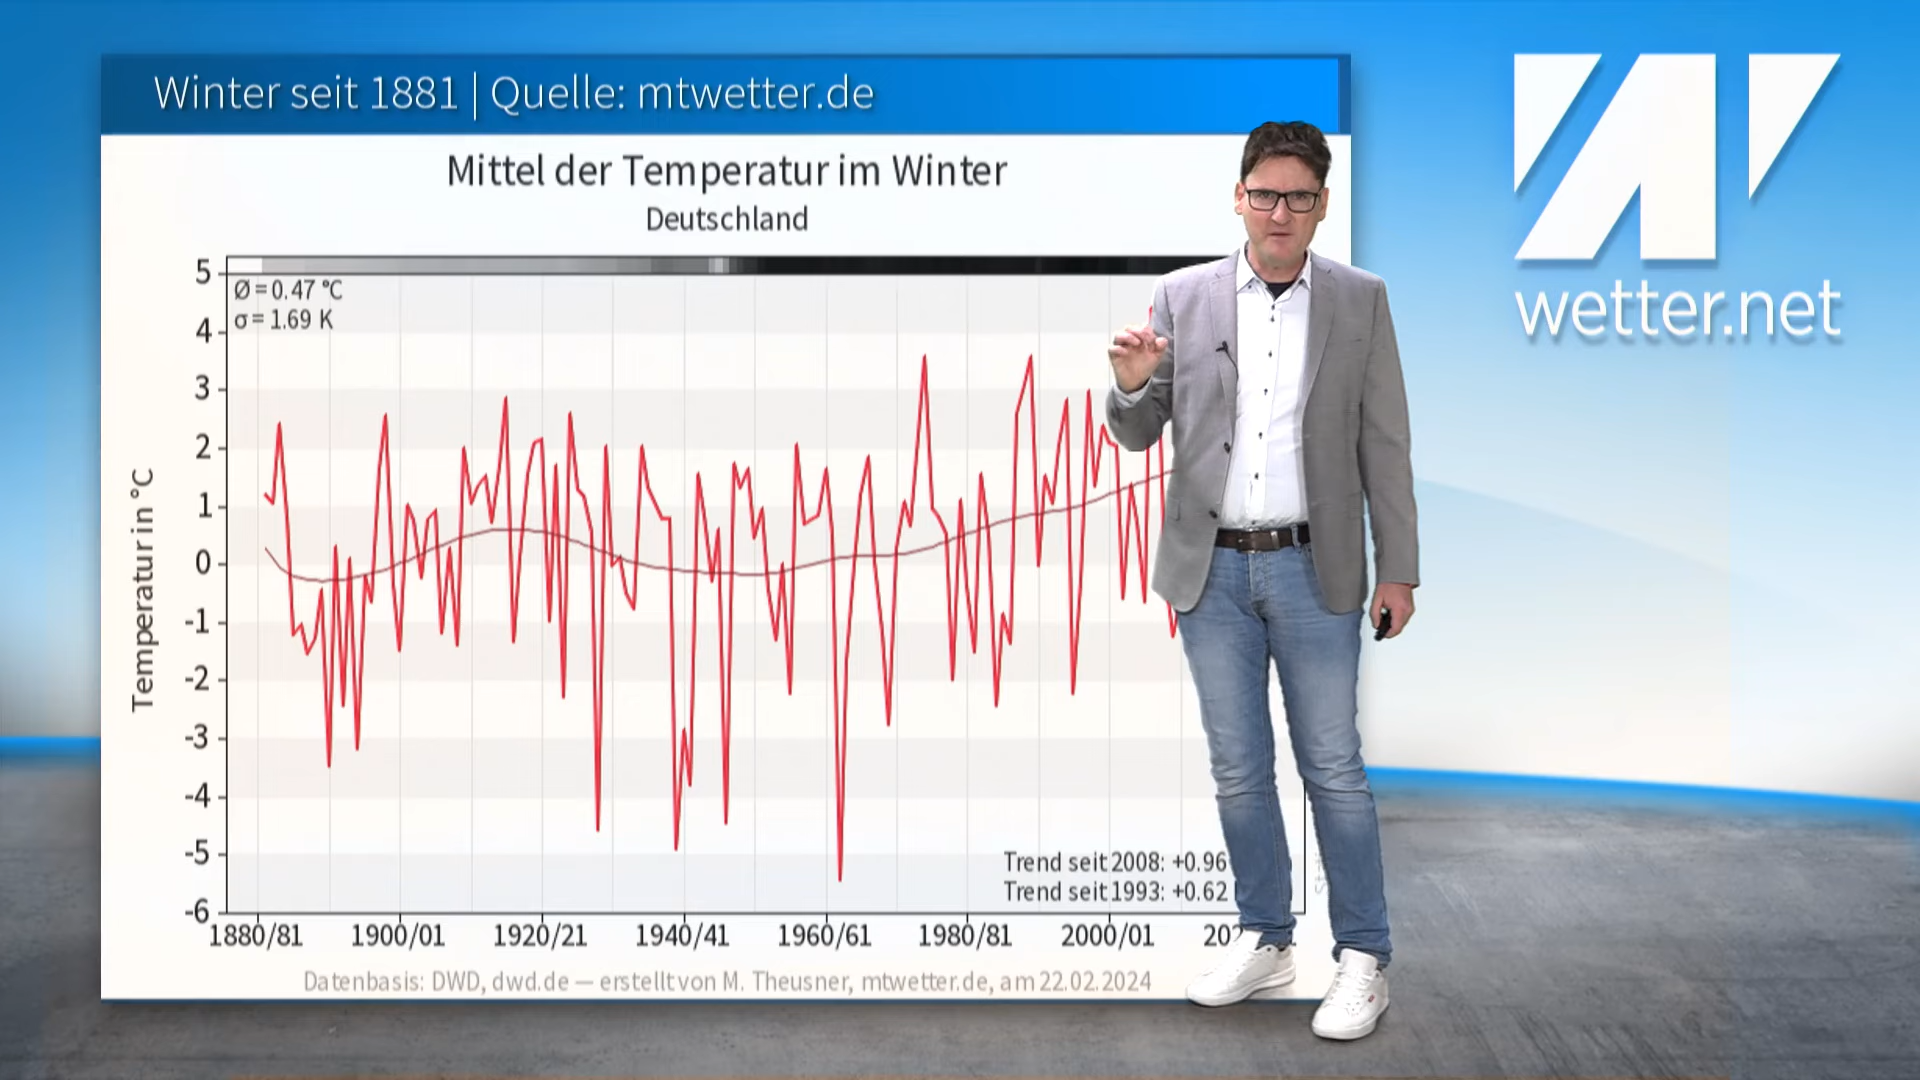 Winter seit 1881 | Quelle: mtwetter.de
Mittel der Temperatur im Winter
Deutschland
wetter.net
Ø = 0.47 °C
σ = 1.69 K
Temperatur in °C
5
4
3
2
1
0
-1
-2
-3
-4
-5
-6
Trend seit 2008: +0.96
Trend seit 1993: +0.62
1880/81 1900/01 1920/21 1940/41 1960/61 1980/81 2000/01
Datenbasis: DWD, dwd.de — erstellt von M. Theusner, mtwetter.de, am 22.02.2024